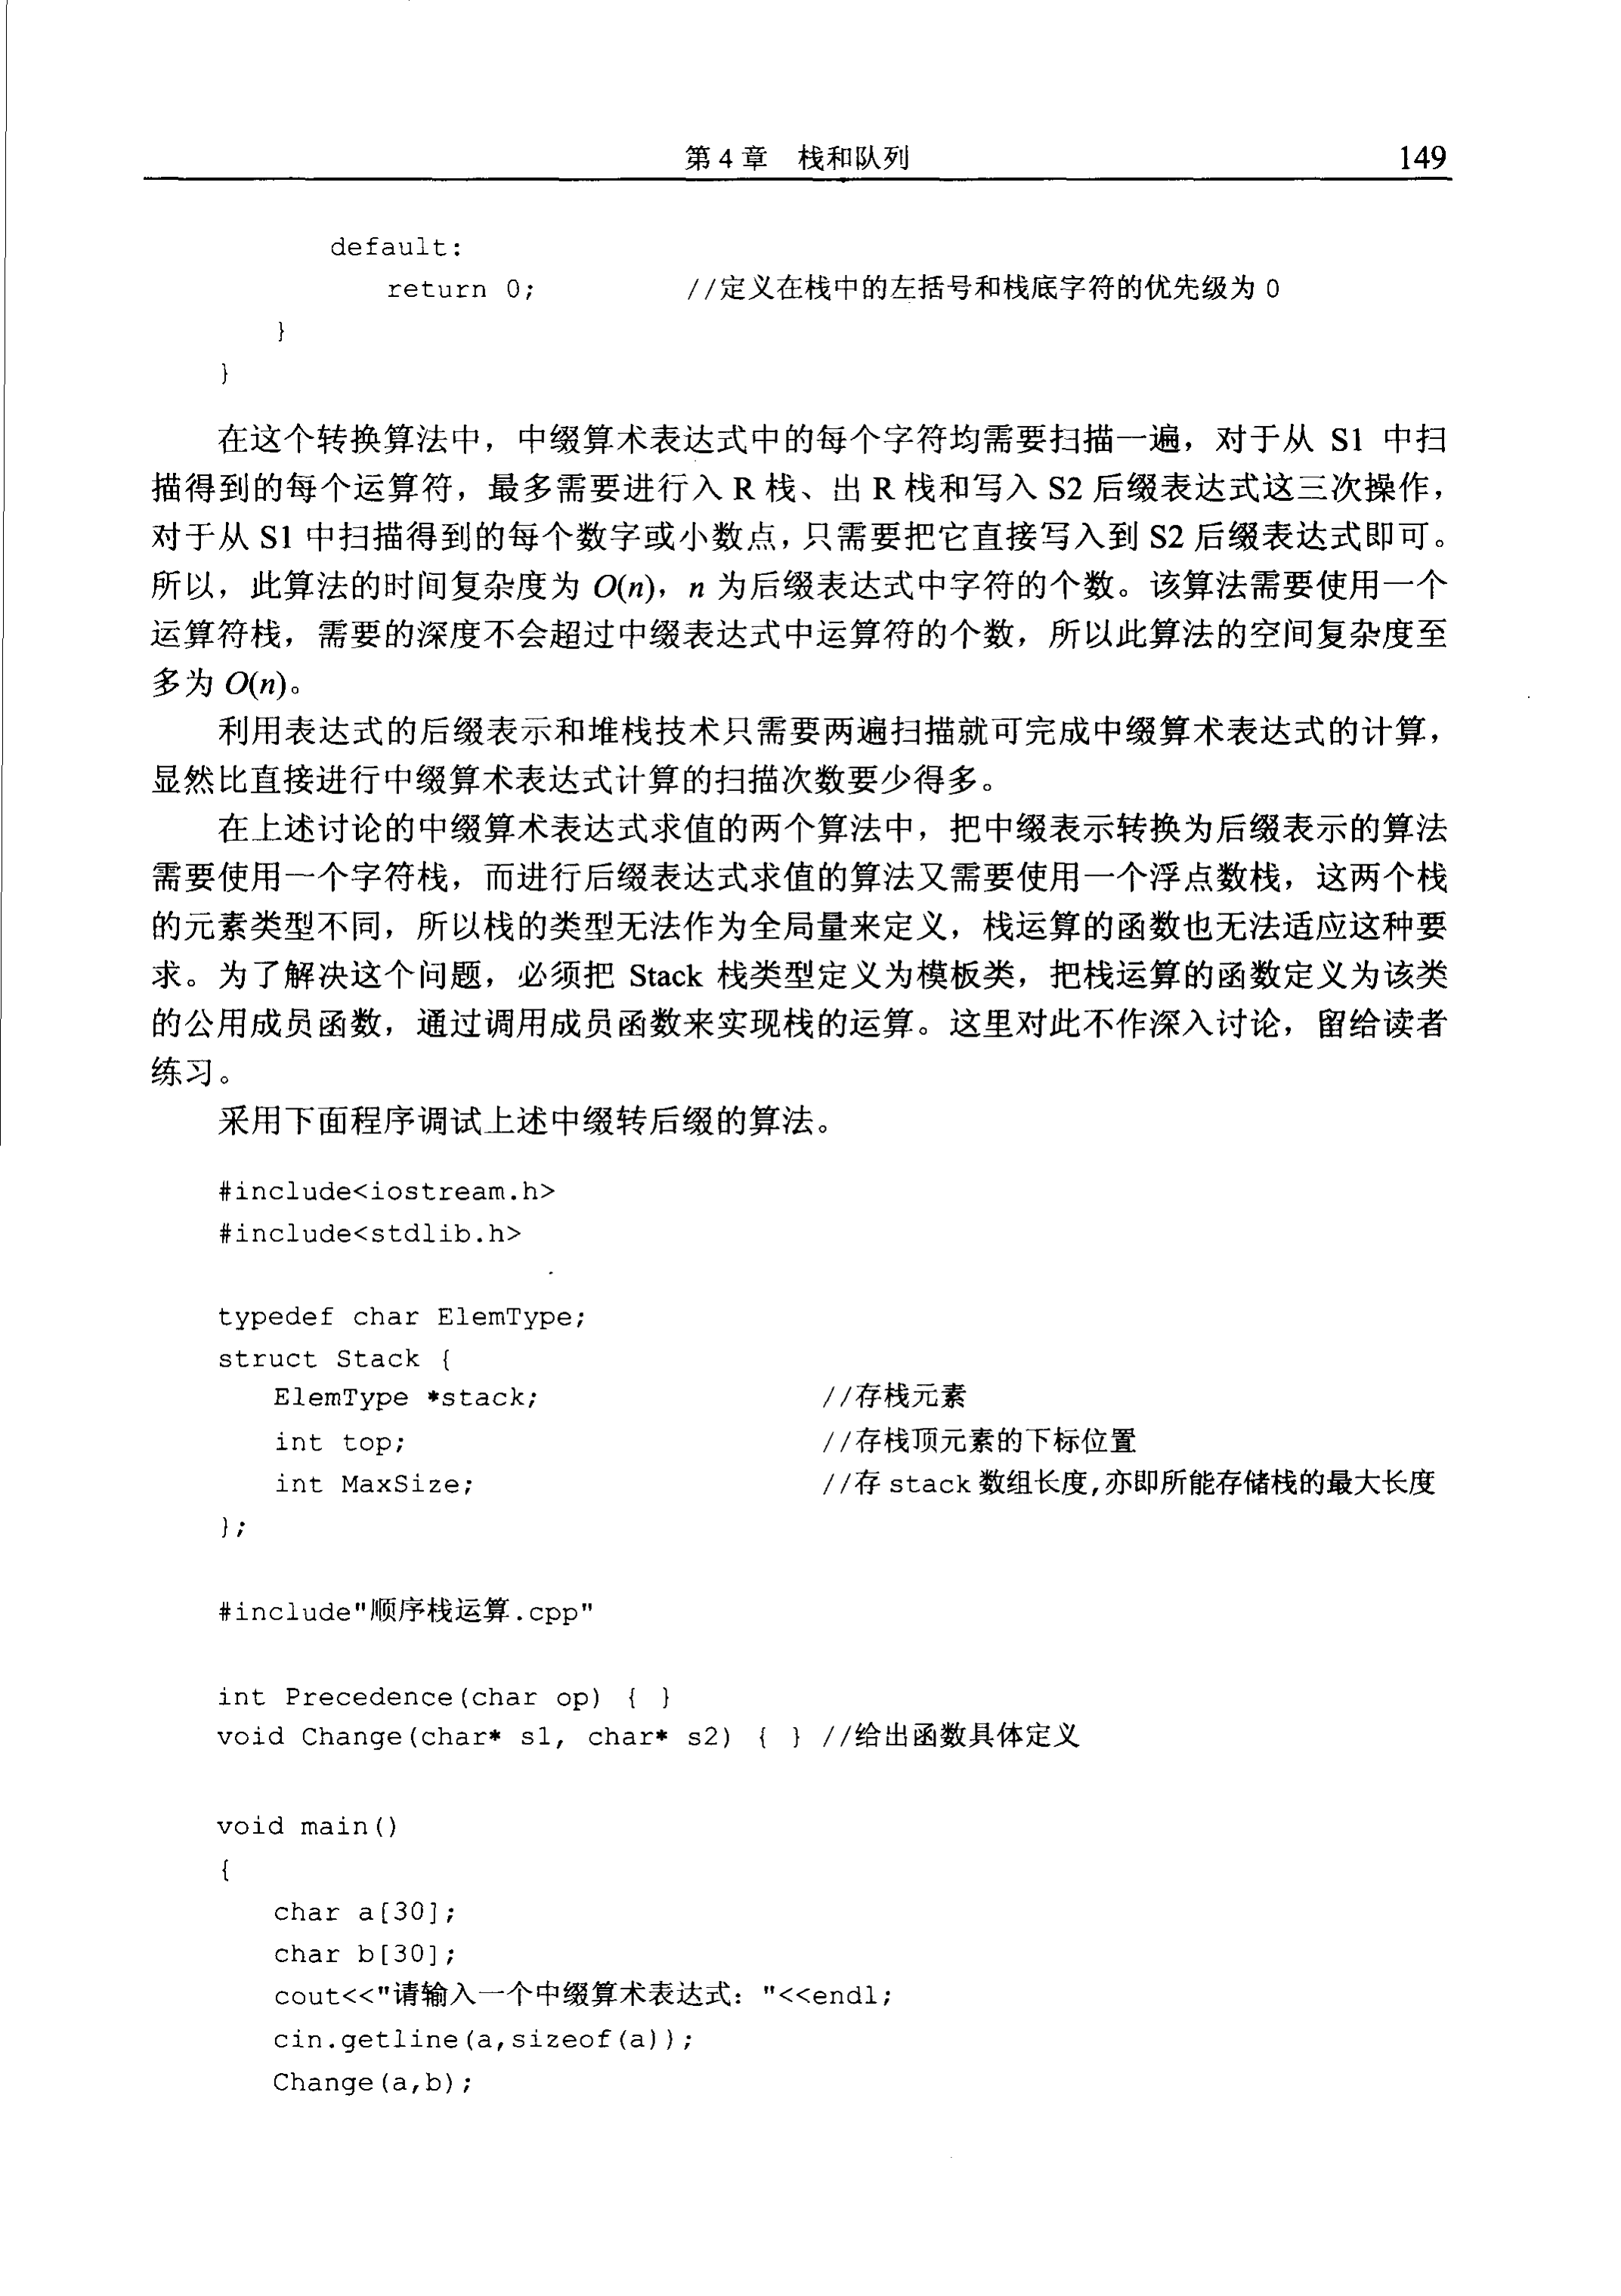 第 4 章　栈和队列　149
default:
return 0;　//定义在栈中的左括号和栈底字符的优先级为 0
}
}
在这个转换算法中，中缀算术表达式中的每个字符均需要扫描一遍，对于从 S1 中扫
描得到的每个运算符，最多需要进行入 R 栈、出 R 栈和写入 S2 后缀表达式这三次操作，
对于从 S1 中扫描得到的每个数字或小数点，只需要把它直接写入到 S2 后缀表达式即可。
所以，此算法的时间复杂度为 O(n)，n 为后缀表达式中字符的个数。该算法需要使用一个
运算符栈，需要的深度不会超过中缀表达式中运算符的个数，所以此算法的空间复杂度至
多为 O(n)。
利用表达式的后缀表示和堆栈技术只需要两遍扫描就可完成中缀算术表达式的计算，
显然比直接进行中缀算术表达式计算的扫描次数要少得多。
在上述讨论的中缀算术表达式求值的两个算法中，把中缀表示转换为后缀表示的算法
需要使用一个字符栈，而进行后缀表达式求值的算法又需要使用一个浮点数栈，这两个栈
的元素类型不同，所以栈的类型无法作为全局量来定义，栈运算的函数也无法适应这种要
求。为了解决这个问题，必须把 Stack 栈类型定义为模板类，把栈运算的函数定义为该类
的公用成员函数，通过调用成员函数来实现栈的运算。这里对此不作深入讨论，留给读者
练习。
采用下面程序调试上述中缀转后缀的算法。
#include<iostream.h>
#include<stdlib.h>
typedef char ElemType;
struct Stack {
ElemType *stack;　//存栈元素
int top;　//存栈顶元素的下标位置
int MaxSize;　//存 stack 数组长度,亦即所能存储栈的最大长度
};
#include"顺序栈运算.cpp"
int Precedence(char op) { }
void Change(char* s1, char* s2) { } //给出函数具体定义
void main()
{
char a[30];
char b[30];
cout<<"请输入一个中缀算术表达式："<<endl;
cin.getline(a,sizeof(a));
Change(a,b);